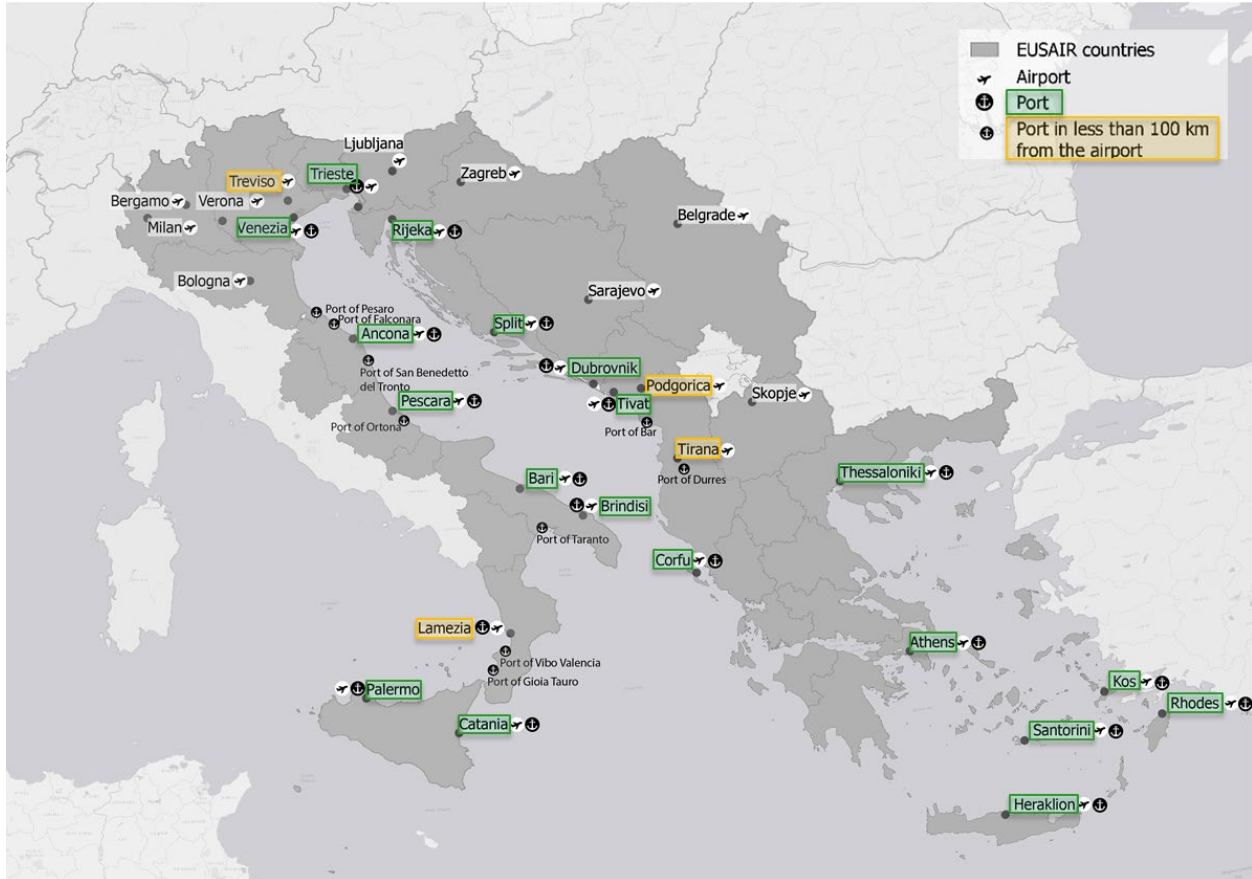 EUSAIR countries
Airport
Port
Port in less than 100 km
from the airport
Ljubljana
Treviso
Trieste
Zagreb
Bergamo
Verona
Milan
Venezia
Rijeka
Belgrade
Bologna
Sarajevo
Port of Pesaro
Port of Falconara
Ancona
Split
Port of San Benedetto
del Tronto
Dubrovnik
Podgorica
Skopje
Pescara
Tivat
Port of Ortona
Port of Bar
Tirana
Port of Durres
Thessaloniki
Bari
Brindisi
Port of Taranto
Corfu
Lamezia
Athens
Port of Vibo Valencia
Port of Gioia Tauro
Palermo
Kos
Rhodes
Catania
Santorini
Heraklion